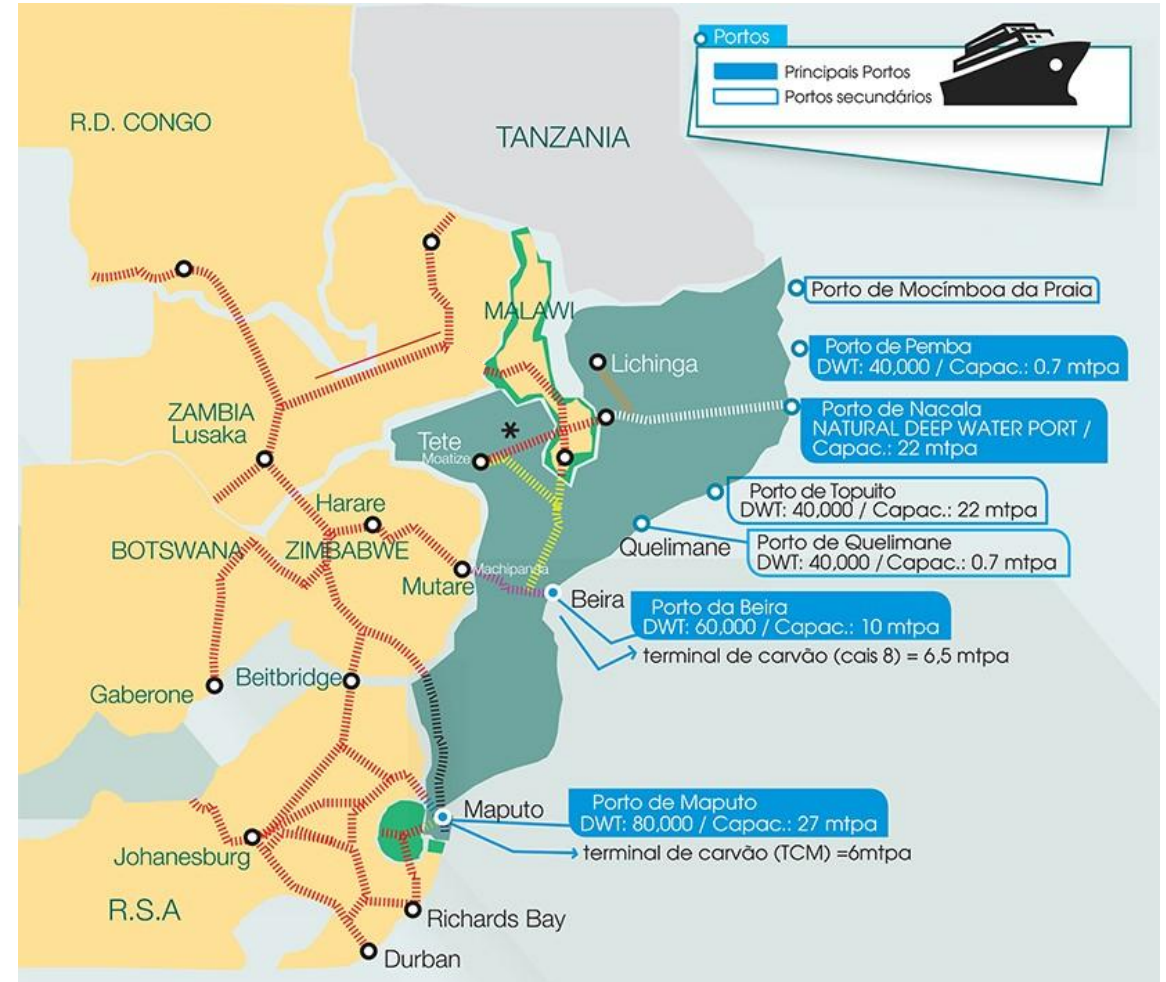 Portos
Principais Portos
Portos secundários
R.D. CONGO
TANZANIA
MALAWI
Porto de Mocímboa da Praia
Porto de Pemba
DWT: 40,000 / Capac.: 0.7 mtpa
Lichinga
Porto de Nacala
NATURAL DEEP WATER PORT /
Capac.: 22 mtpa
ZAMBIA
Lusaka
*
Tete
Moatize
Porto de Topuito
DWT: 40,000 / Capac.: 22 mtpa
Harare
Quelimane
Porto de Quelimane
DWT: 40,000 / Capac.: 0.7 mtpa
BOTSWANA
ZIMBABWE
Machipanda
Mutare
Beira
Porto da Beira
DWT: 60,000 / Capac.: 10 mtpa
terminal de carvão (cais 8) = 6,5 mtpa
Gaberone
Beitbridge
Maputo
Porto de Maputo
DWT: 80,000 / Capac.: 27 mtpa
terminal de carvão (TCM) =6mtpa
Johanesburg
R.S.A
Richards Bay
Durban